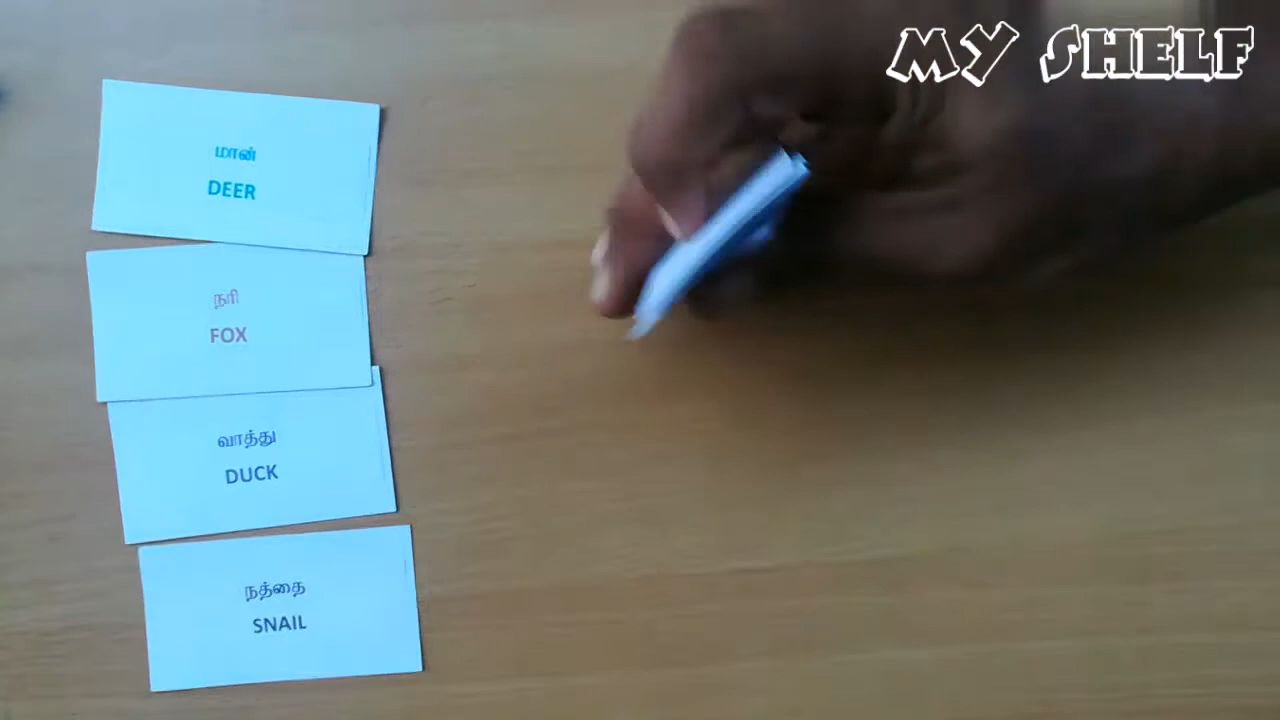 MY SHELF
மான்
DEER
நரி
FOX
வாத்து
DUCK
நத்தை
SNAIL